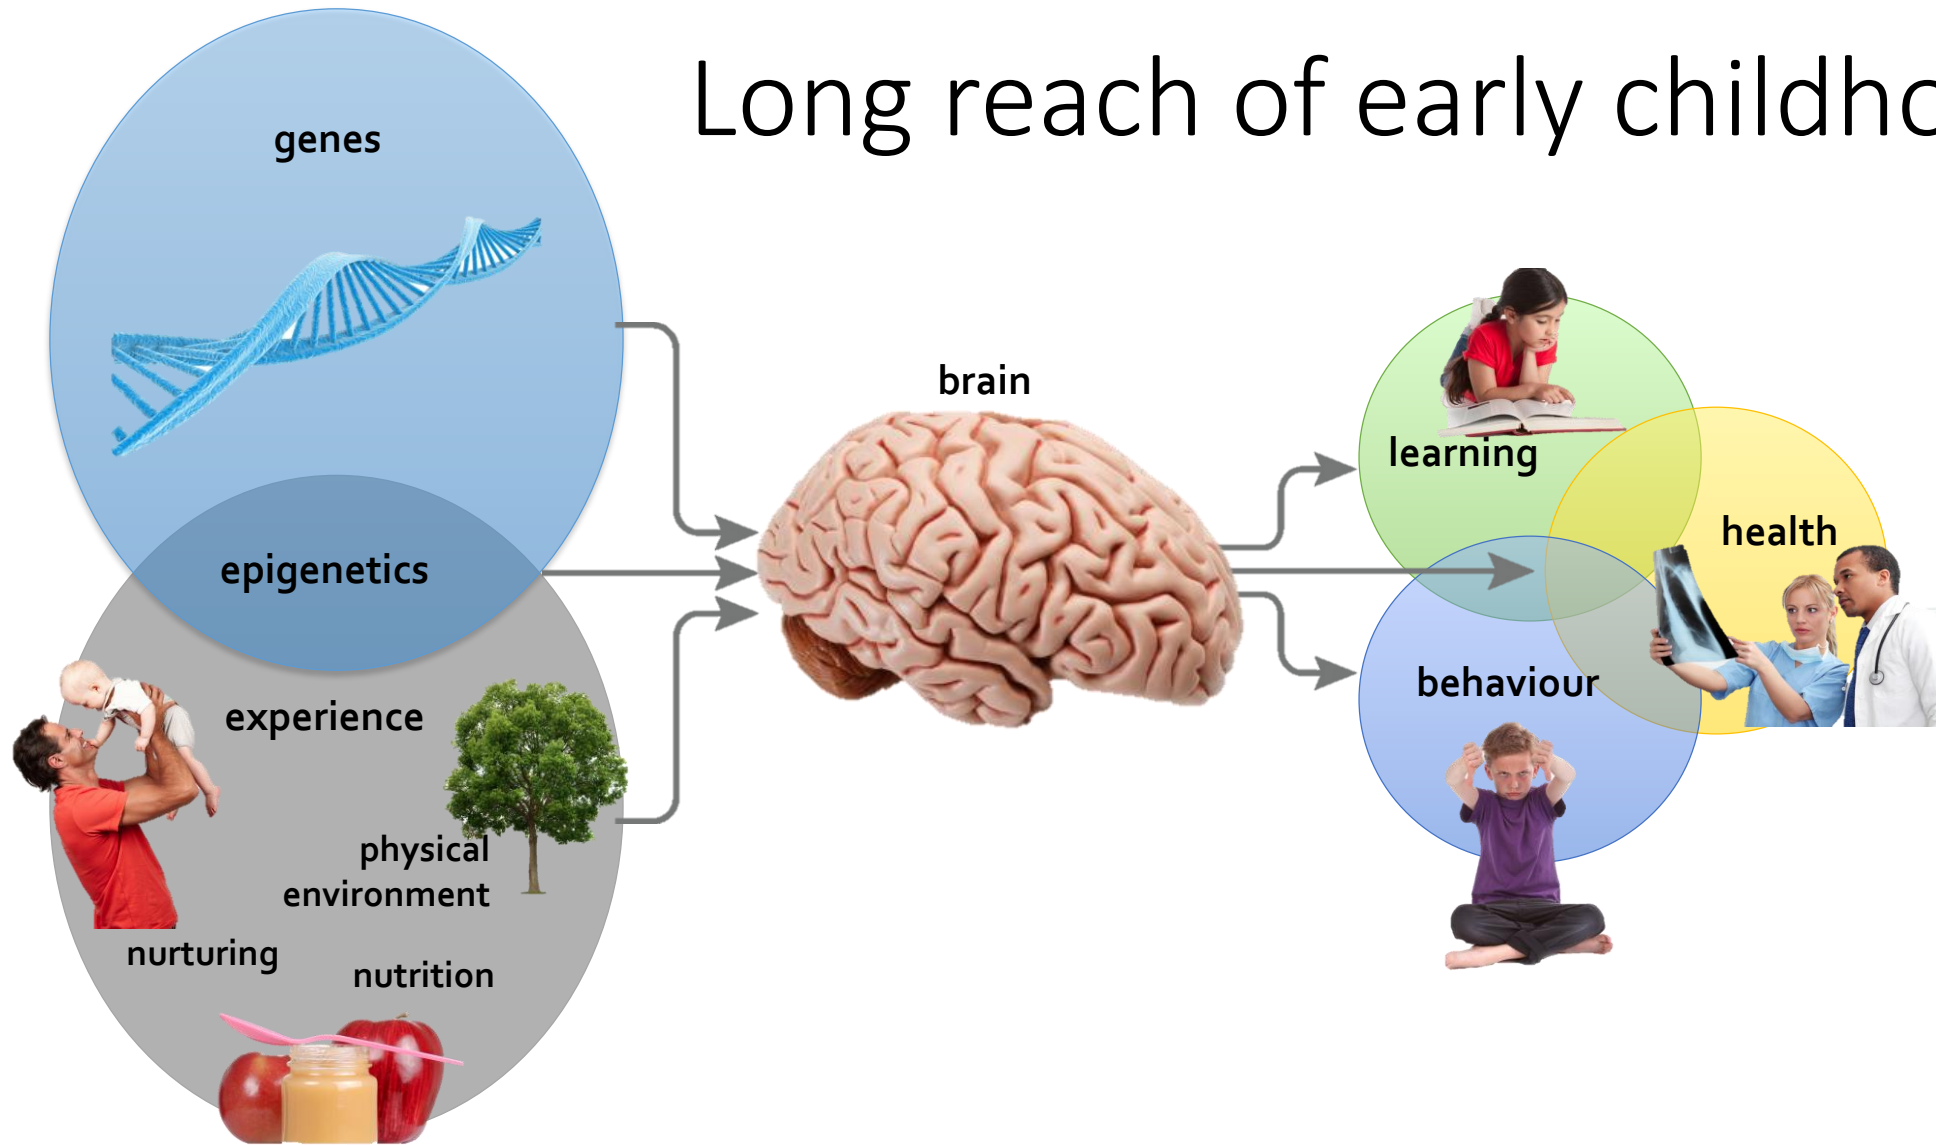 Long reach of early childho
genes
epigenetics
experience
physical
environment
nurturing
nutrition
brain
learning
health
behaviour